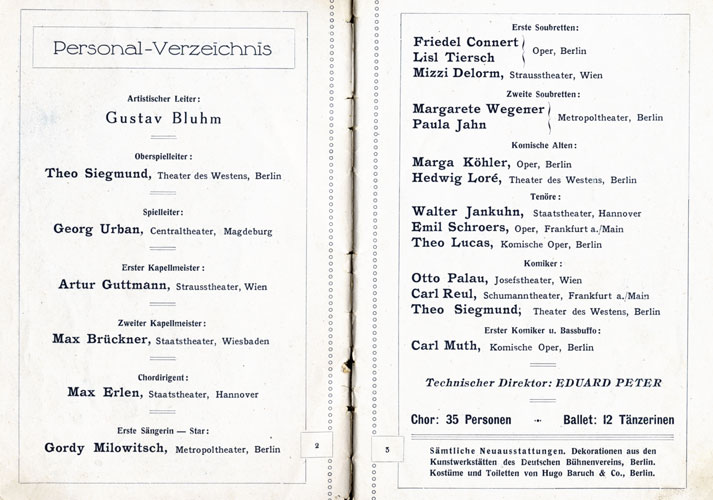 Personal-Verzeichnis
Artistischer Leiter:
Gustav Bluhm
Oberspielleiter:
Theo Siegmund, Theater des Westens, Berlin
Spielleiter:
Georg Urban, Centraltheater, Magdeburg
Erster Kapellmeister:
Artur Guttmann, Strausstheater, Wien
Zweiter Kapellmeister:
Max Brückner, Staatstheater, Wiesbaden
Chordirigent:
Max Erlen, Staatstheater, Hannover
Erste Sängerin — Star:
Gordy Milowitsch, Metropoltheater, Berlin
2
Erste Soubretten:
Friedel Connert
Lisl Tiersch
Oper, Berlin
Mizzi Delorm, Strausstheater, Wien
Zweite Soubretten:
Margarete Wegener
Paula Jahn
Metropoltheater, Berlin
Komische Alten:
Marga Köhler, Oper, Berlin
Hedwig Loré, Theater des Westens, Berlin
Tenöre:
Walter Jankuhn, Staatstheater, Hannover
Emil Schroers, Oper, Frankfurt a./Main
Theo Lucas, Komische Oper, Berlin
Komiker:
Otto Palau, Josefstheater, Wien
Carl Reul, Schumanntheater, Frankfurt a./Main
Theo Siegmund; Theater des Westens, Berlin
Erster Komiker u. Bassbuffo:
Carl Muth, Komische Oper, Berlin
Technischer Direktor: EDUARD PETER
Chor: 35 Personen -•- Ballet: 12 Tänzerinen
Sämtliche Neuausstattungen. Dekorationen aus den
Kunstwerkstätten des Deutschen Bühnenvereins, Berlin.
Kostüme und Toiletten von Hugo Baruch & Co., Berlin.
3